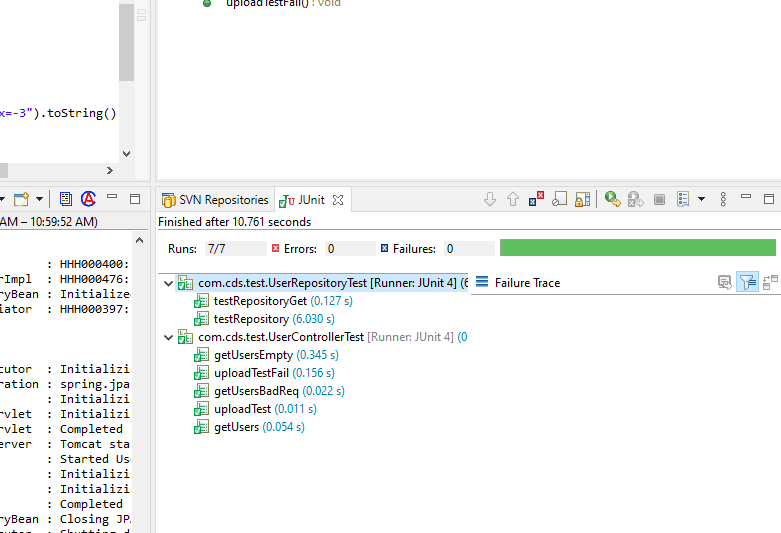 uploadTestFail() : void
x=-3").toString()
SVN Repositories
JUnit
AM – 10:59:52 AM)
Finished after 10.761 seconds
Runs: 7/7 Errors: 0 Failures: 0
: HHH000400:
erImpl : HHH000476:
ryBean : Initialized
iator : HHH000397:
cutor : Initializi
ration : spring.jpa
: Initializi
rvlet : Initializi
rvlet : Completed
erver : Tomcat sta
: Started Us
: Initializi
: Initializi
: Completed
ryBean : Closing JPA
com.cds.test.UserRepositoryTest [Runner: JUnit 4] (6
testRepositoryGet (0.127 s)
testRepository (6.030 s)
com.cds.test.UserControllerTest [Runner: JUnit 4] (0
getUsersEmpty (0.345 s)
uploadTestFail (0.156 s)
getUsersBadReq (0.022 s)
uploadTest (0.011 s)
getUsers (0.054 s)
Failure Trace